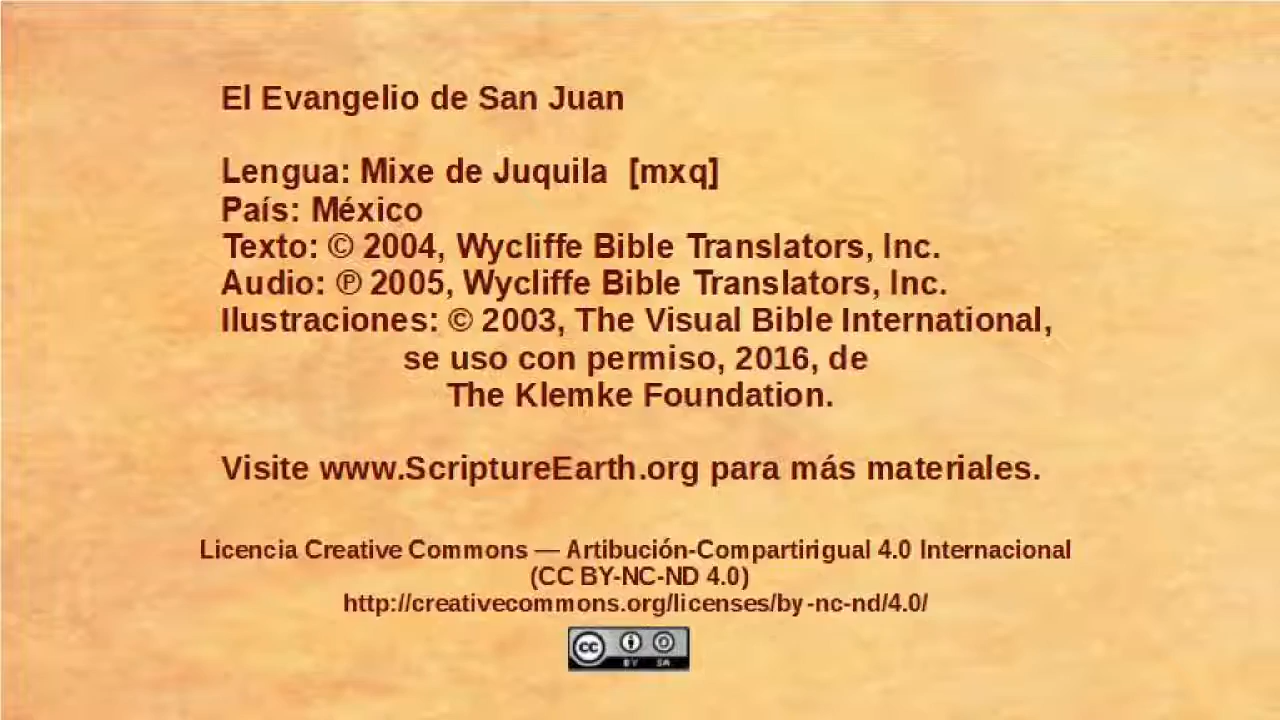 El Evangelio de San Juan
Lengua: Mixe de Juquila [mxq]
País: México
Texto: © 2004, Wycliffe Bible Translators, Inc.
Audio: ℗ 2005, Wycliffe Bible Translators, Inc.
Ilustraciones: © 2003, The Visual Bible International,
se uso con permiso, 2016, de
The Klemke Foundation.
Visite www.ScriptureEarth.org para más materiales.
Licencia Creative Commons — Artibución-Compartirigual 4.0 Internacional
(CC BY-NC-ND 4.0)
http://creativecommons.org/licenses/by-nc-nd/4.0/
cc BY SA